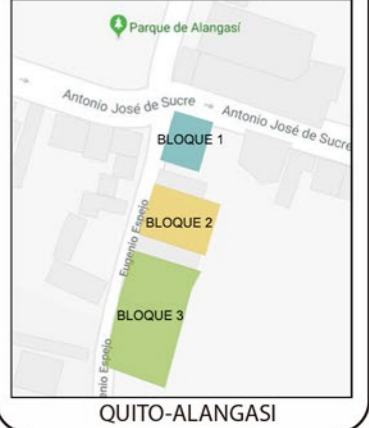 Parque de Alangasí
Antonio José de Sucre
Antonio José de Sucre
BLOQUE 1
BLOQUE 2
Eugenio Espejo
BLOQUE 3
enio Espejo
QUITO-ALANGASI